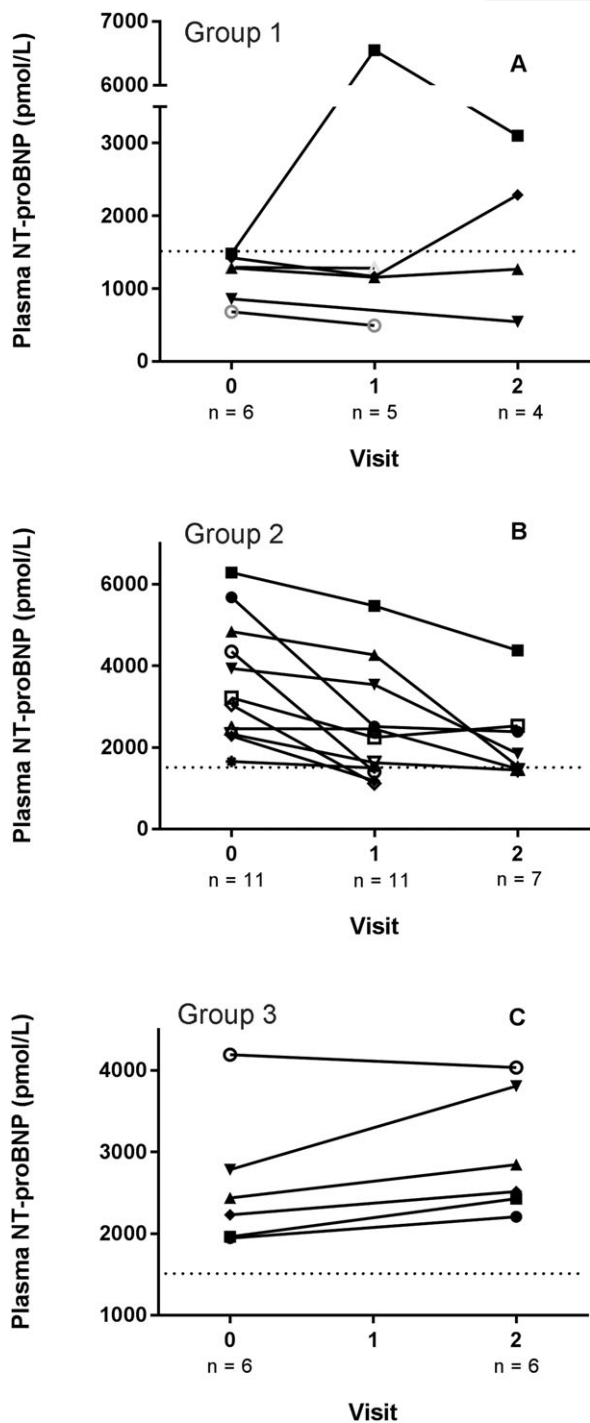 Group 1
A
Plasma NT-proBNP (pmol/L)
7000
6000
3000
2000
1000
0
0 1 2
n = 6 n = 5 n = 4
Visit
Group 2
B
Plasma NT-proBNP (pmol/L)
6000
4000
2000
0
0 1 2
n = 11 n = 11 n = 7
Visit
Group 3
C
Plasma NT-proBNP (pmol/L)
4000
3000
2000
1000
0 1 2
n = 6 n = 6
Visit